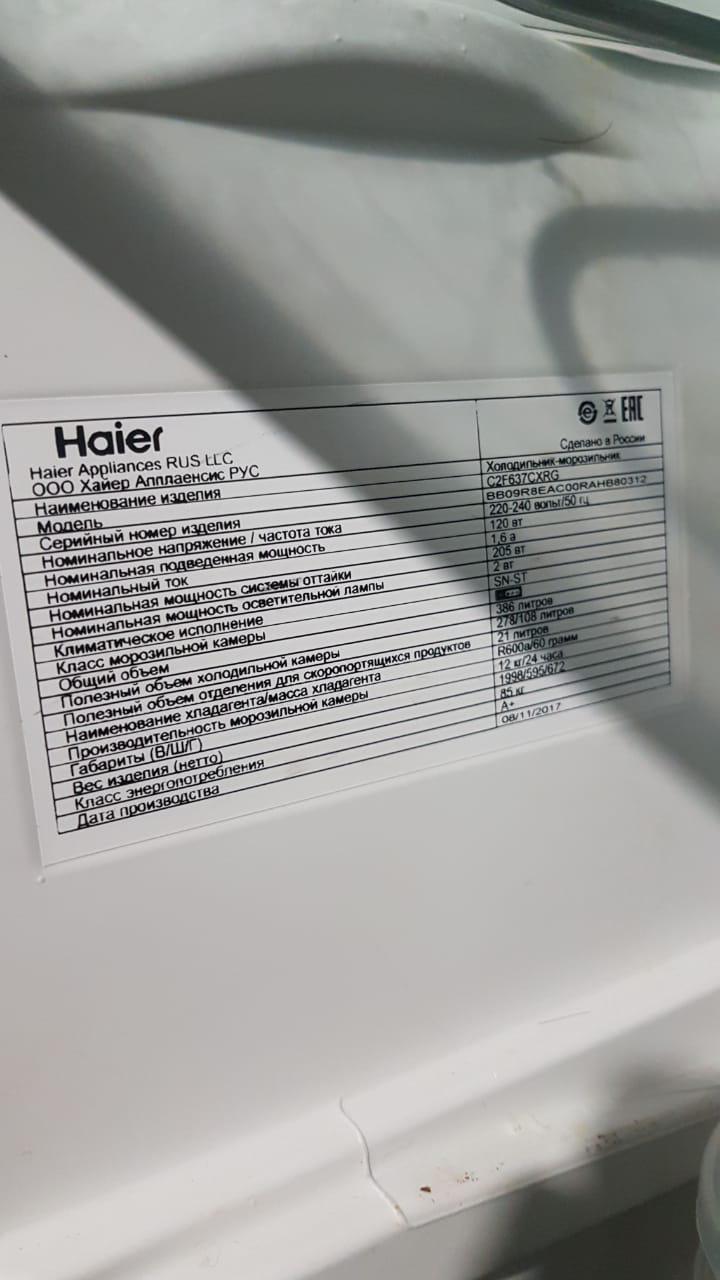 Haier
EAC
Haier Appliances RUS LLC
ООО Хайер Апплаенсис РУС
Сделано в России
Наименование изделия Холодильник-морозильник
Модель C2F637CXRG
Серийный номер изделия BB09R8EAC00RAHB80312
Номинальное напряжение / частота тока 220-240 вольт/50 гц
Номинальная подведенная мощность 120 вт
Номинальный ток 1,6 а
Номинальная мощность системы оттайки 205 вт
Номинальная мощность осветительной лампы 2 вт
Климатическое исполнение SN-ST
Класс морозильной камеры
Общий объем 386 литров
Полезный объем холодильной камеры 278/108 литров
Полезный объем отделения для скоропортящихся продуктов 21 литров
Наименование хладагента/масса хладагента R600a/60 грамм
Производительность морозильной камеры 12 кг/24 часа
Габариты (В/Ш/Г) 1998/595/672
Вес изделия (нетто) 85 кг
Класс энергопотребления A+
Дата производства 08/11/2017